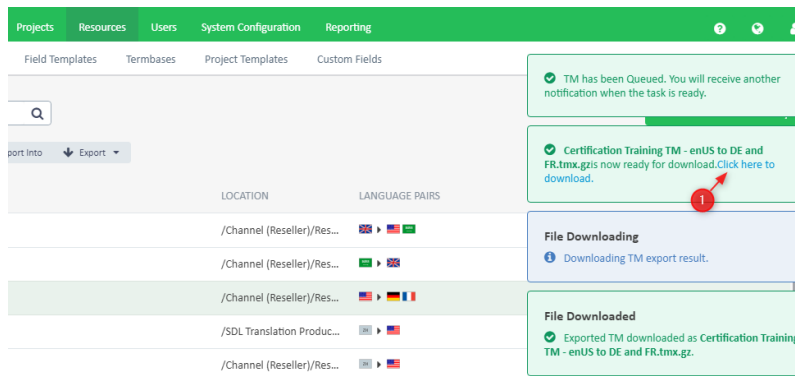 Projects Resources Users System Configuration Reporting
Field Templates Termbases Project Templates Custom Fields
TM has been Queued. You will receive another
notification when the task is ready.
port Into Export
Certification Training TM - enUS to DE and
FR.tmx.gzis now ready for download.Click here to
download.
1
LOCATION LANGUAGE PAIRS
/Channel (Reseller)/Res...
File Downloading
Downloading TM export result.
/Channel (Reseller)/Res...
/Channel (Reseller)/Res...
File Downloaded
/SDL Translation Produc...
Exported TM downloaded as Certification Training
TM - enUS to DE and FR.tmx.gz.
/Channel (Reseller)/Res...